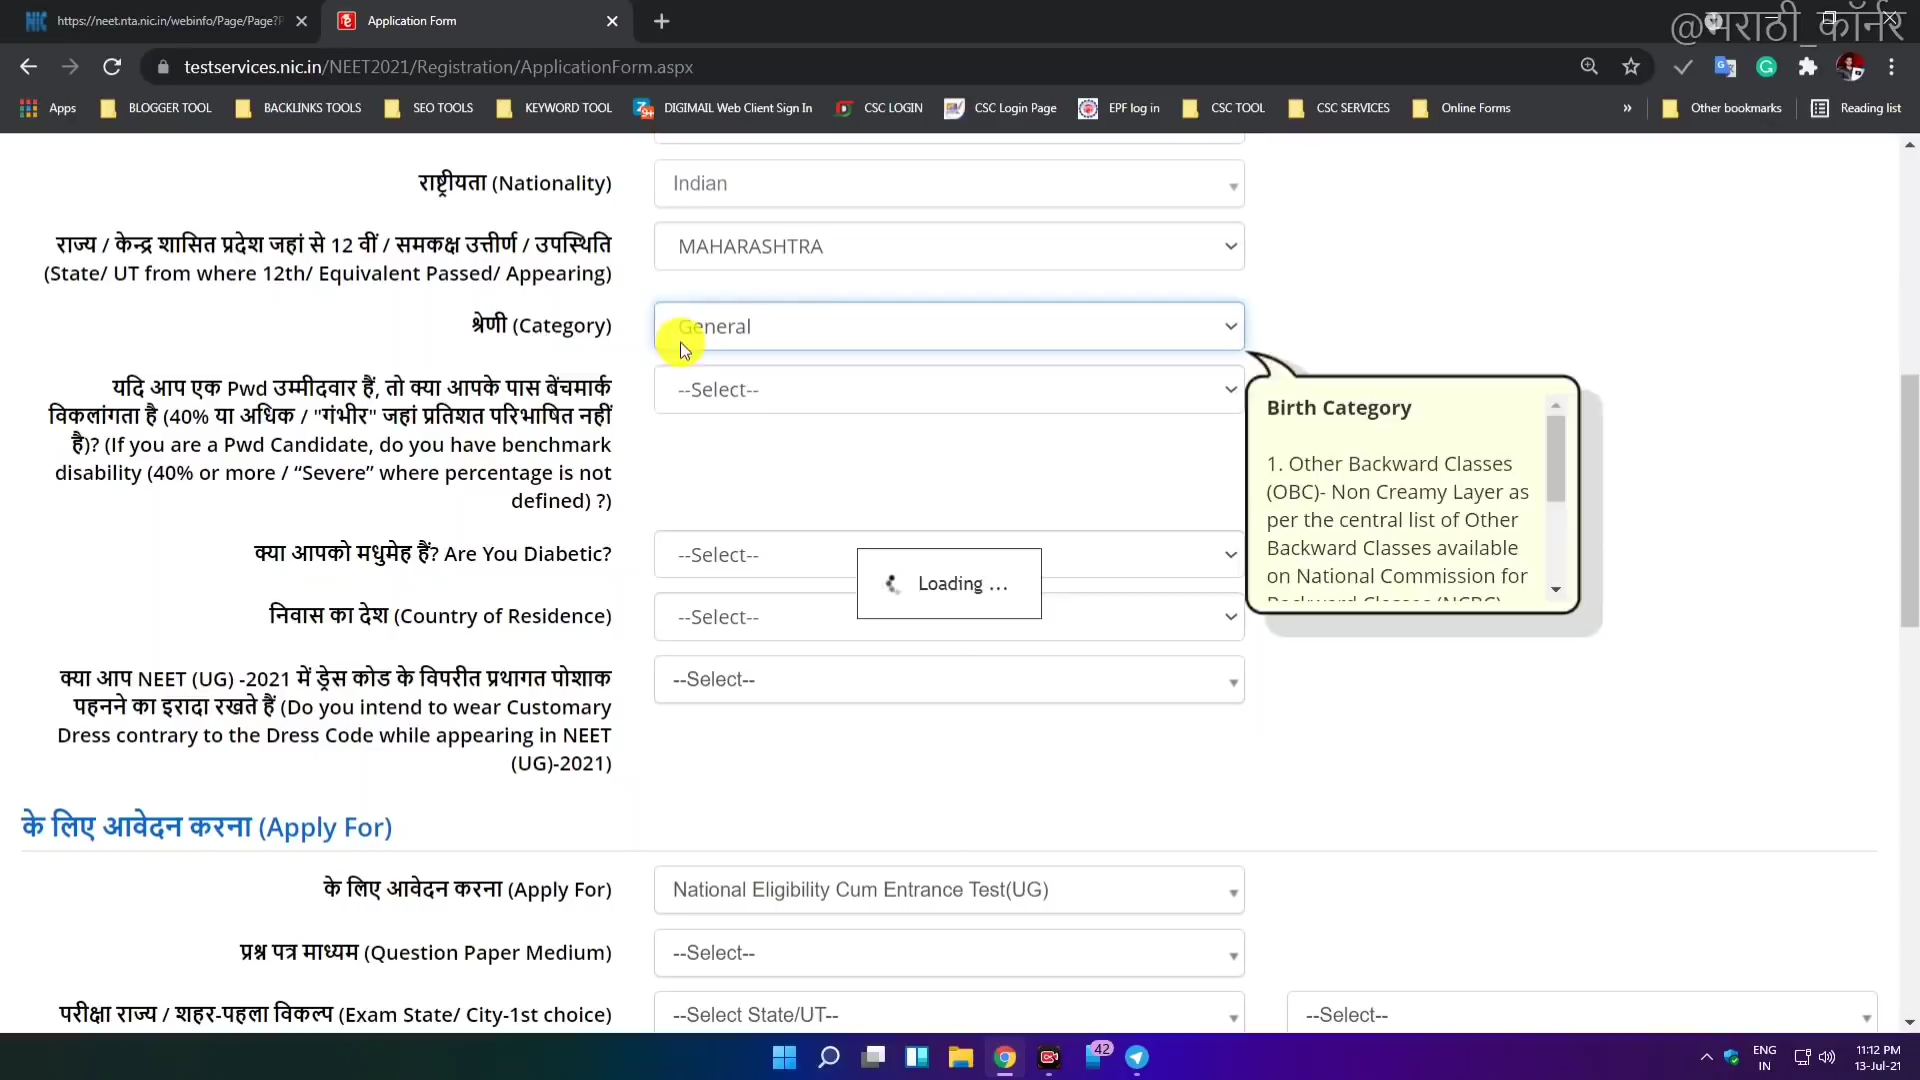 https://neet.nta.nic.in/webinfo/Page/Page?P
Application Form
@मराठी_कॉर्नर
testservices.nic.in/NEET2021/Registration/ApplicationForm.aspx
Apps
BLOGGER TOOL
BACKLINKS TOOLS
SEO TOOLS
KEYWORD TOOL
DIGIMAIL Web Client Sign In
CSC LOGIN
CSC Login Page
EPF log in
CSC TOOL
CSC SERVICES
Online Forms
»
Other bookmarks
Reading list
राष्ट्रीयता (Nationality)
Indian
राज्य / केन्द्र शासित प्रदेश जहां से 12 वीं / समकक्ष उत्तीर्ण / उपस्थिति
(State/ UT from where 12th/ Equivalent Passed/ Appearing)
MAHARASHTRA
श्रेणी (Category)
General
यदि आप एक Pwd उम्मीदवार हैं, तो क्या आपके पास बेंचमार्क
विकलांगता है (40% या अधिक / "गंभीर" जहां प्रतिशत परिभाषित नहीं
है)? (If you are a Pwd Candidate, do you have benchmark
disability (40% or more / “Severe” where percentage is not
defined) ?)
--Select--
Birth Category
1. Other Backward Classes
(OBC)- Non Creamy Layer as
per the central list of Other
Backward Classes available
on National Commission for
Backward Classes (NCBC)
क्या आपको मधुमेह हैं? Are You Diabetic?
--Select--
Loading ...
निवास का देश (Country of Residence)
--Select--
क्या आप NEET (UG) -2021 में ड्रेस कोड के विपरीत प्रथागत पोशाक
पहनने का इरादा रखते हैं (Do you intend to wear Customary
Dress contrary to the Dress Code while appearing in NEET
(UG)-2021)
--Select--
के लिए आवेदन करना (Apply For)
के लिए आवेदन करना (Apply For)
National Eligibility Cum Entrance Test(UG)
प्रश्न पत्र माध्यम (Question Paper Medium)
--Select--
परीक्षा राज्य / शहर-पहला विकल्प (Exam State/ City-1st choice)
--Select State/UT--
--Select--
42
ENG
IN
11:12 PM
13-Jul-21